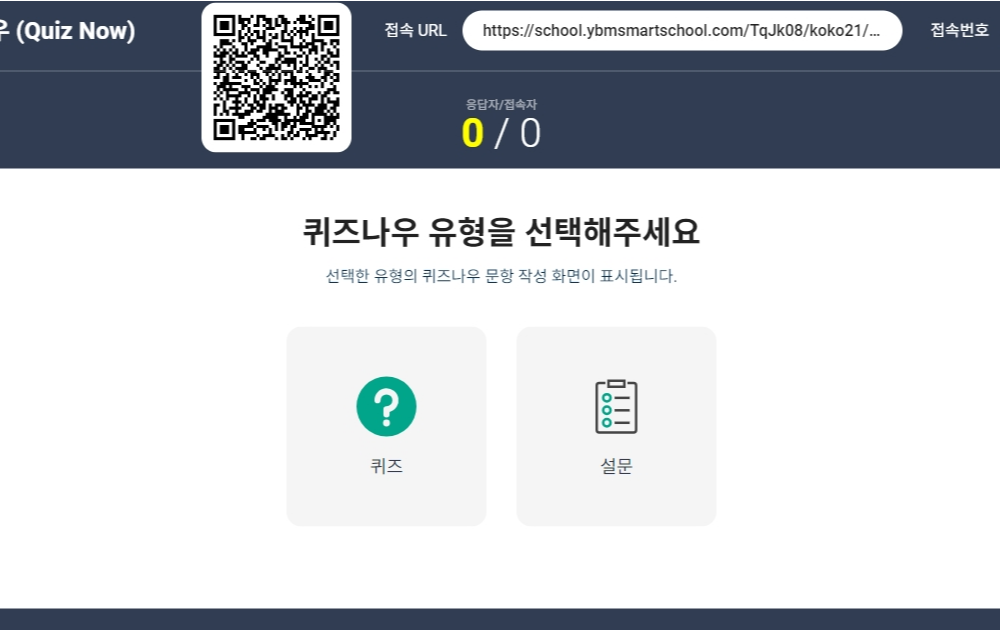 우 (Quiz Now)
접속 URL
https://school.ybmsmartschool.com/TqJk08/koko21/...
접속번호
응답자/접속자
0 / 0
퀴즈나우 유형을 선택해주세요
선택한 유형의 퀴즈나우 문항 작성 화면이 표시됩니다.
?
퀴즈
설문